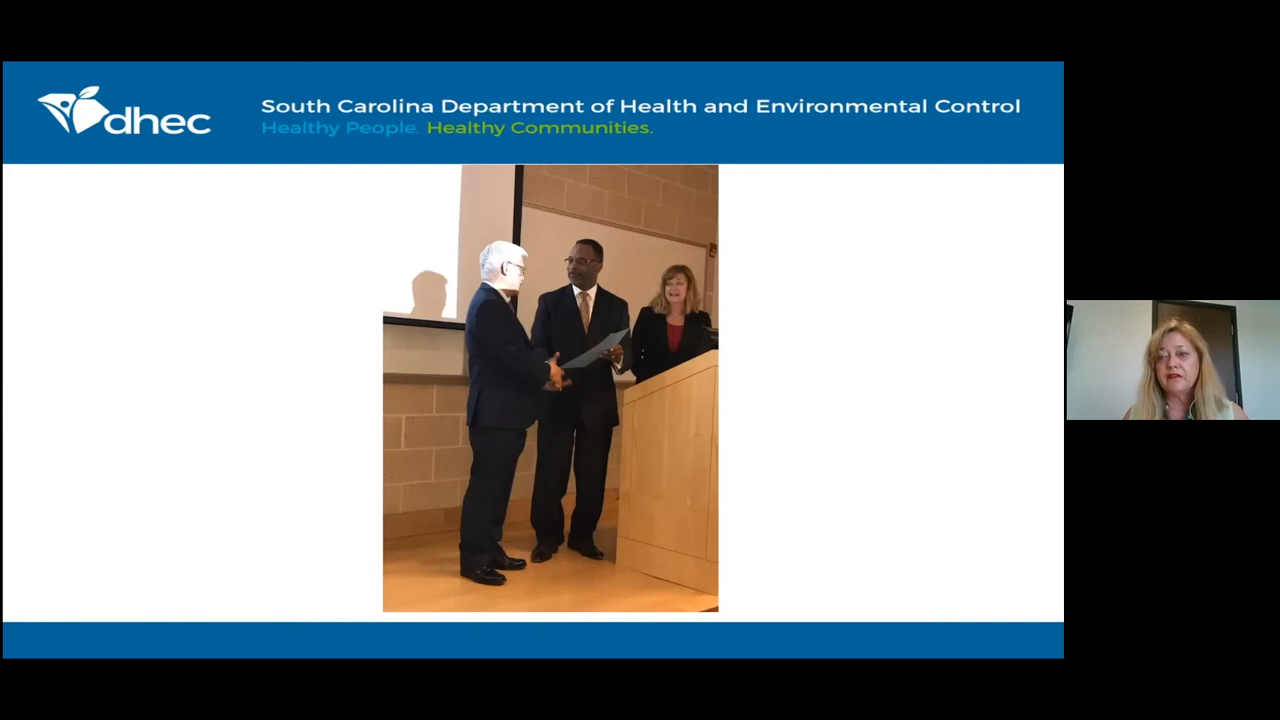 dhec
South Carolina Department of Health and Environmental Control
Healthy People. Healthy Communities.